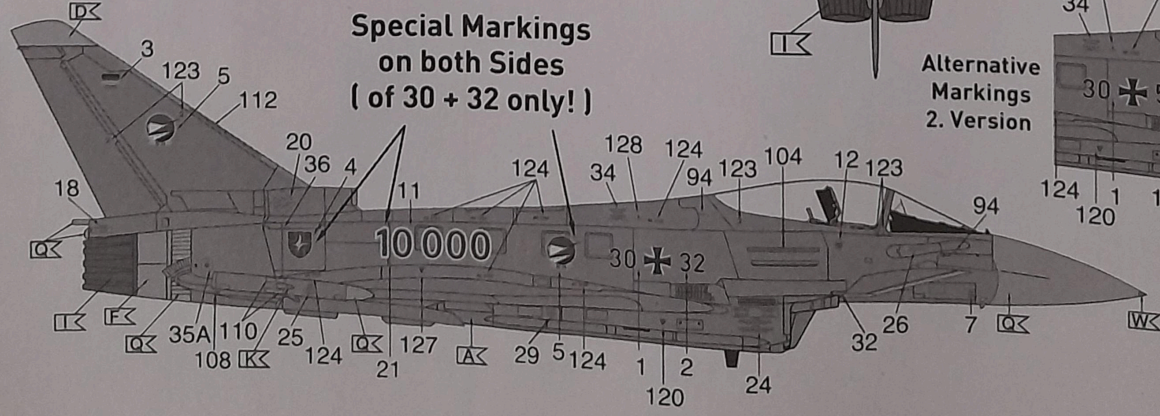 D
Special Markings
on both Sides
( of 30 + 32 only! )
I
34
Alternative
Markings
2. Version
30
3
123
5
112
20
36
4
11
124
34
128
124
94
123
104
12
123
94
124
120
1
18
Q
10 000
30
32
I
F
Q
35A
110
108
K
25
124
Q
21
127
A
29
5
124
1
120
2
24
32
26
7
Q
W